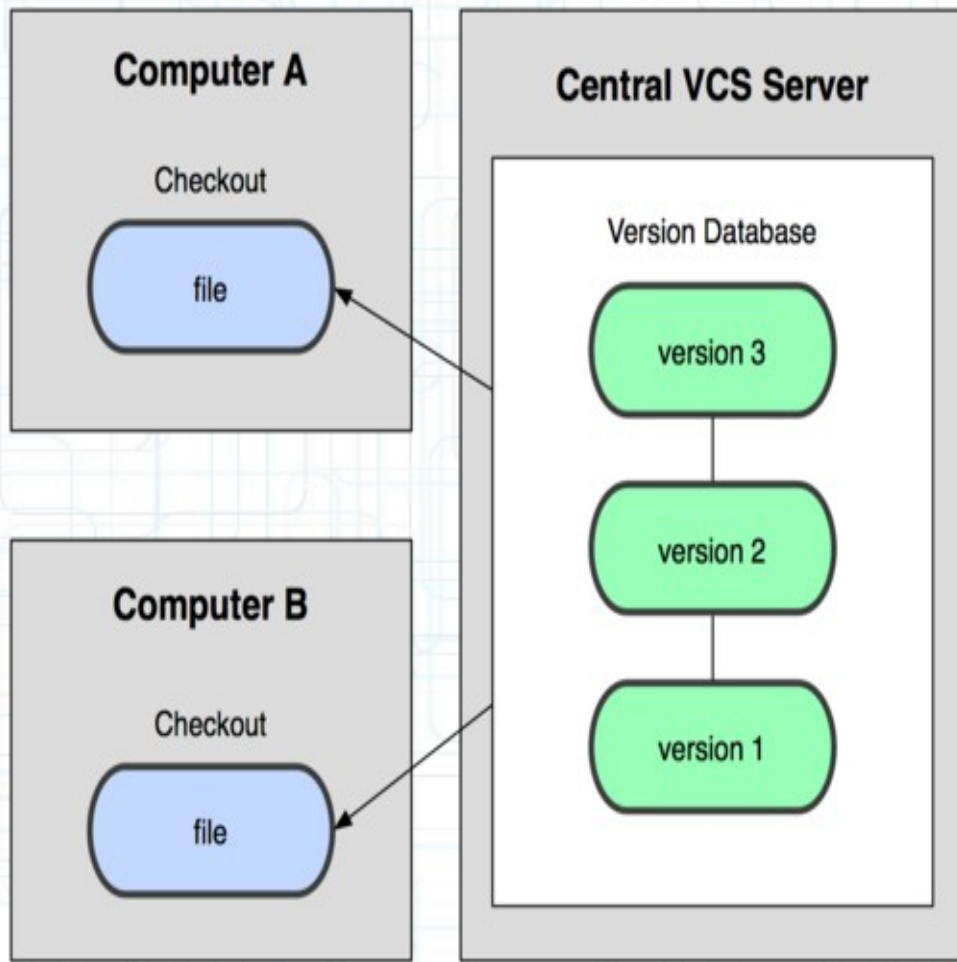 Computer A
Checkout
file
Computer B
Checkout
file
Central VCS Server
Version Database
version 3
version 2
version 1